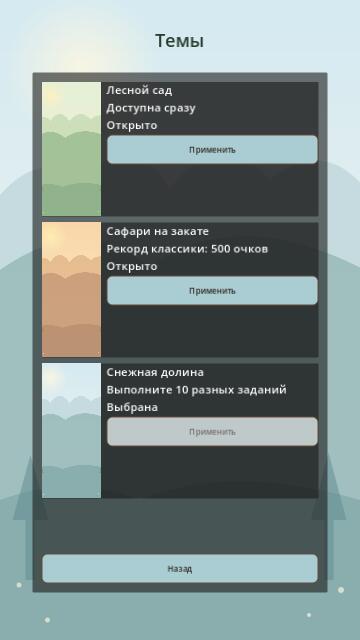 Темы
Лесной сад
Доступна сразу
Открыто
Применить
Сафари на закате
Рекорд классики: 500 очков
Открыто
Применить
Снежная долина
Выполните 10 разных заданий
Выбрана
Применить
Назад